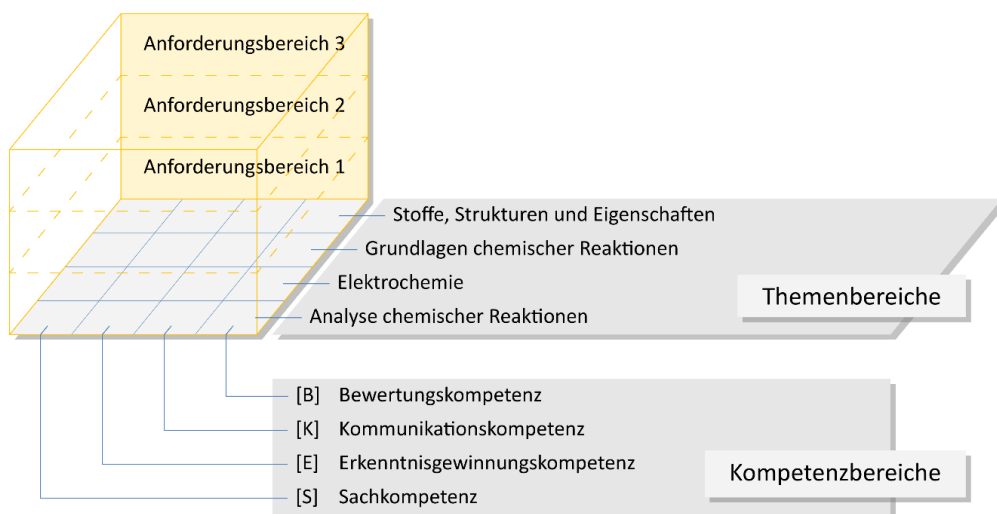 Anforderungsbereich 3
Anforderungsbereich 2
Anforderungsbereich 1
Stoffe, Strukturen und Eigenschaften
Grundlagen chemischer Reaktionen
Elektrochemie
Analyse chemischer Reaktionen
Themenbereiche
[B] Bewertungskompetenz
[K] Kommunikationskompetenz
[E] Erkenntnisgewinnungskompetenz
[S] Sachkompetenz
Kompetenzbereiche